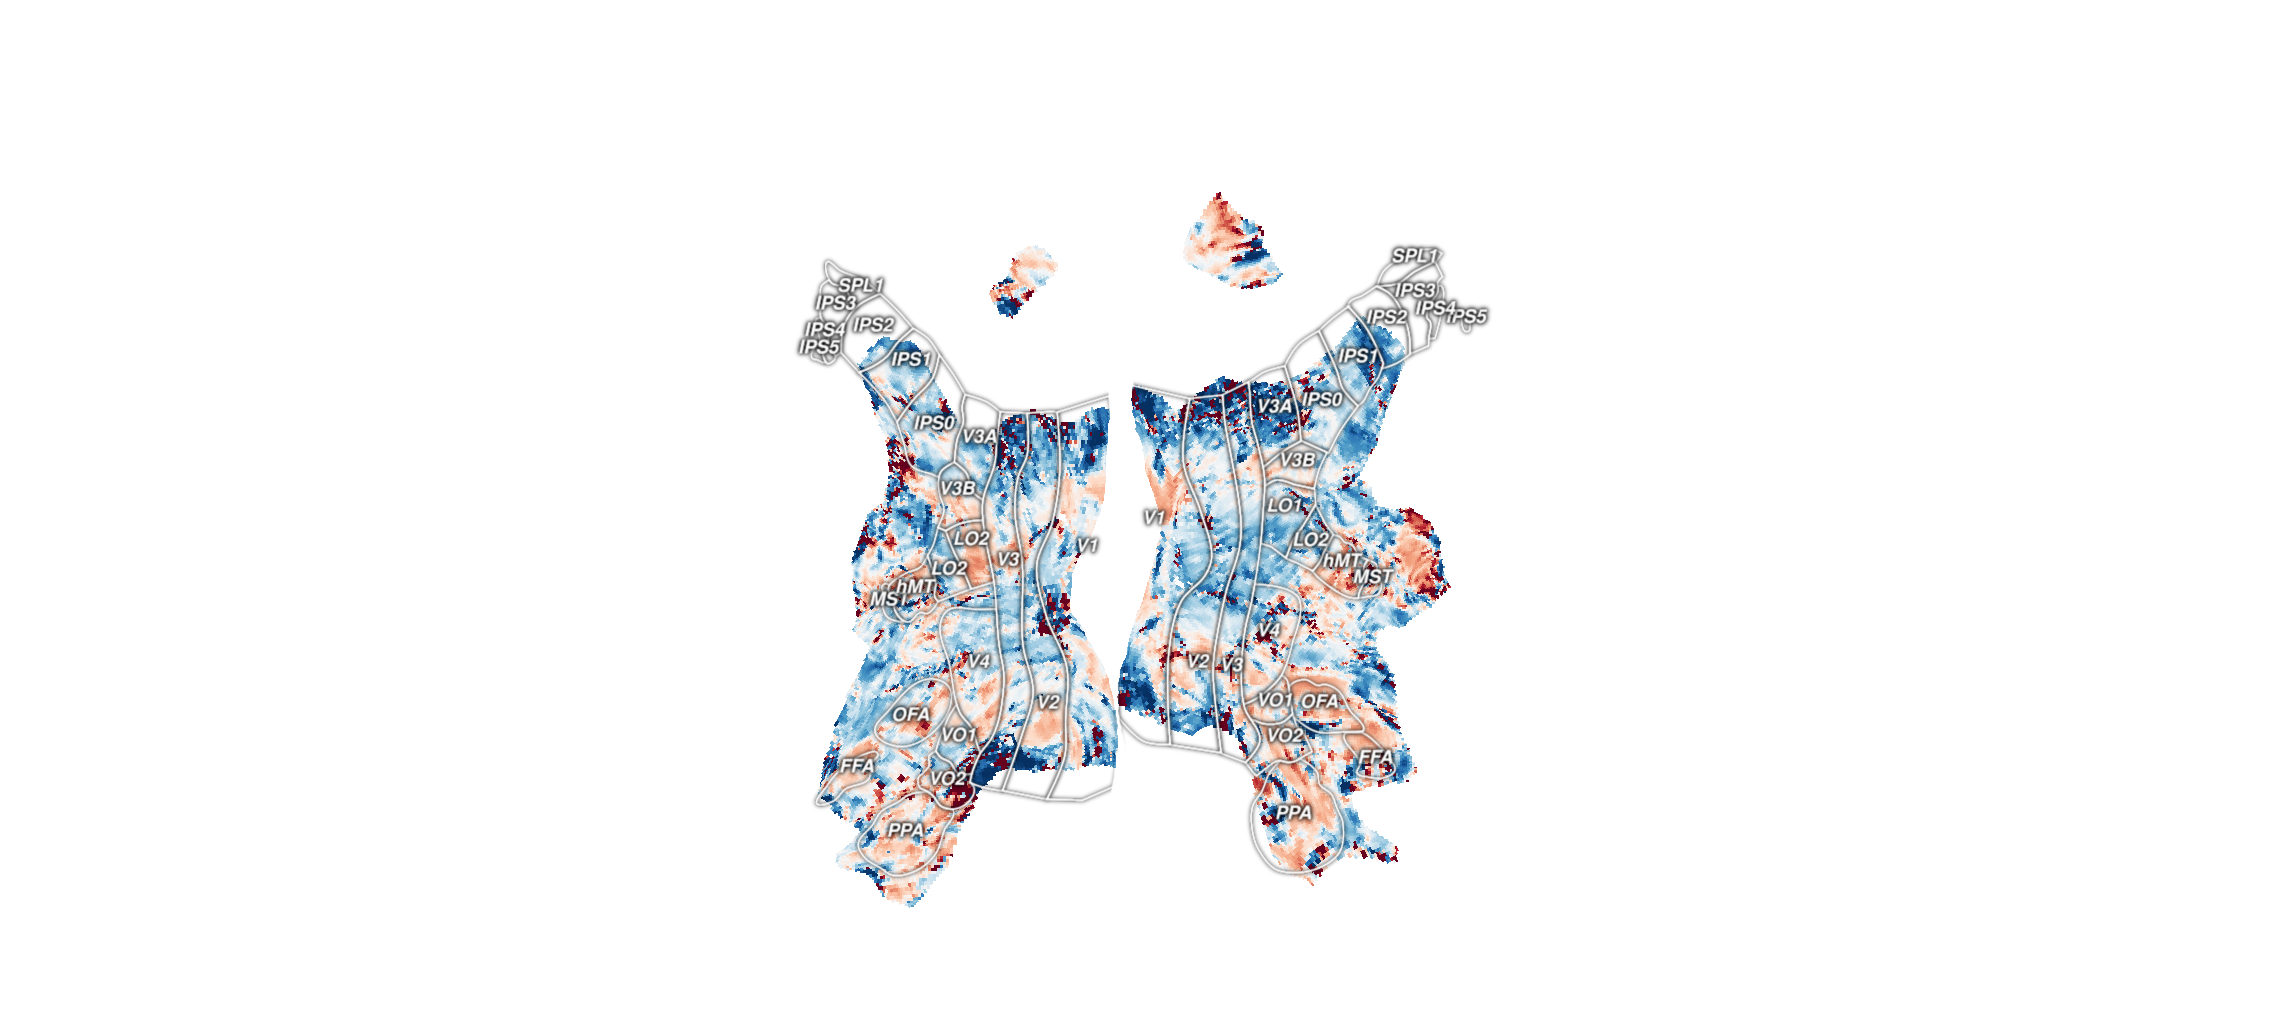 SPL1
IPS3
IPS4
IPS2
IPS5
IPS1
IPS0
V3A
V3B
LO2
V3
V1
LO2
hMT
MST
V4
OFA
V2
VO1
FFA
VO2
PPA
SPL1
IPS3
IPS4
IPS5
IPS2
IPS1
IPS0
V3A
V3B
LO1
V1
LO2
hMT
MST
V4
V2
V3
VO1
OFA
VO2
FFA
PPA